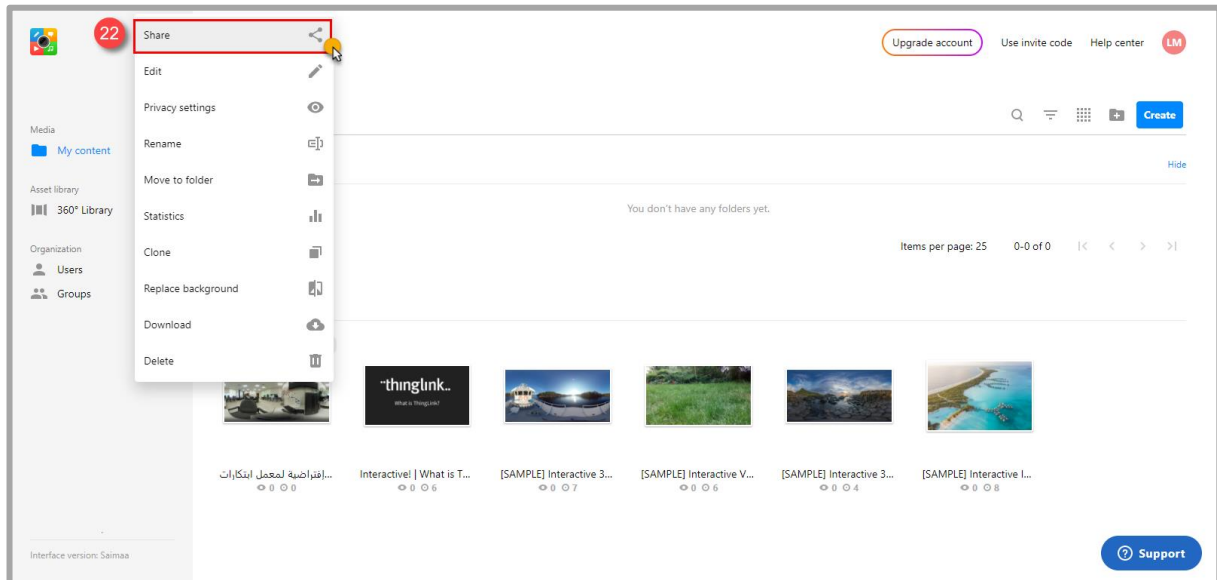 22
Share
Edit
Privacy settings
Rename
Move to folder
Statistics
Clone
Replace background
Download
Delete
Upgrade account
Use invite code
Help center
LM
Media
My content
Asset library
360° Library
Organization
Users
Groups
Create
Hide
You don't have any folders yet.
Items per page: 25 0-0 of 0
¨thınglınk..
What is ThingLink?
إفتراضية لمعمل ابتكارات...
0 0
Interactive! | What is T...
0 6
[SAMPLE] Interactive 3...
0 7
[SAMPLE] Interactive V...
0 6
[SAMPLE] Interactive 3...
0 4
[SAMPLE] Interactive I...
0 8
Interface version: Saimaa
Support